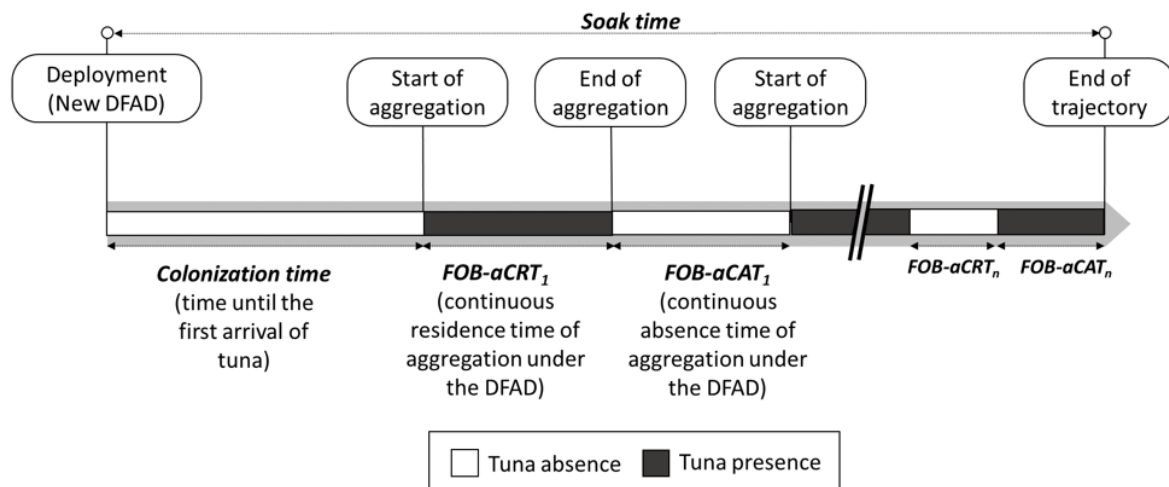 Soak time
Deployment
(New DFAD)
Start of
aggregation
End of
aggregation
Start of
aggregation
End of
trajectory
Colonization time
(time until the
first arrival of
tuna)
FOB-aCRT₁
(continuous
residence time of
aggregation under
the DFAD)
FOB-aCAT₁
(continuous
absence time of
aggregation under
the DFAD)
FOB-aCRTₙ
FOB-aCATₙ
Tuna absence
Tuna presence